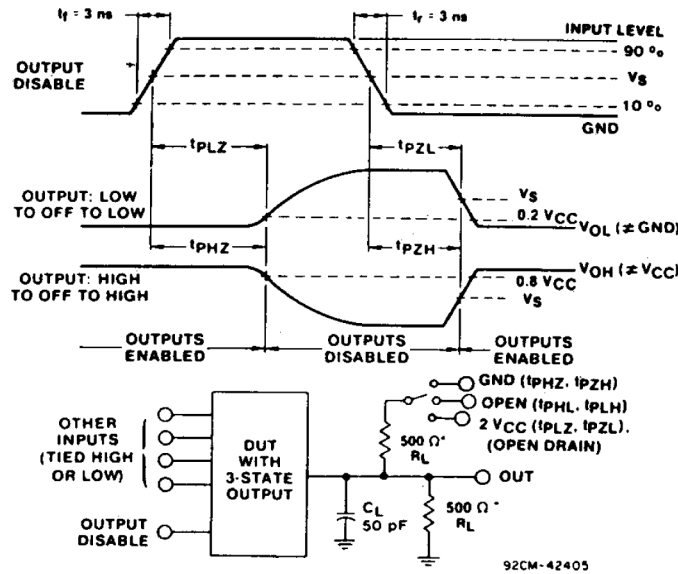 tf = 3 ns
tr = 3 ns
INPUT LEVEL
90 %
OUTPUT
DISABLE
VS
10 %
GND
tPLZ
tPZL
OUTPUT: LOW
TO OFF TO LOW
VS
0.2 VCC
VOL (≠ GND)
tPHZ
tPZH
OUTPUT: HIGH
TO OFF TO HIGH
VOH (≠ VCC)
0.8 VCC
VS
OUTPUTS
ENABLED
OUTPUTS
DISABLED
OUTPUTS
ENABLED
OTHER
INPUTS
(TIED HIGH
OR LOW)
OUTPUT
DISABLE
DUT
WITH
3-STATE
OUTPUT
GND (tPHZ, tPZH)
OPEN (tPHL, tPLH)
2 VCC (tPLZ, tPZL),
(OPEN DRAIN)
500 Ω*
RL
OUT
CL
50 pF
500 Ω*
RL
92CM-42405